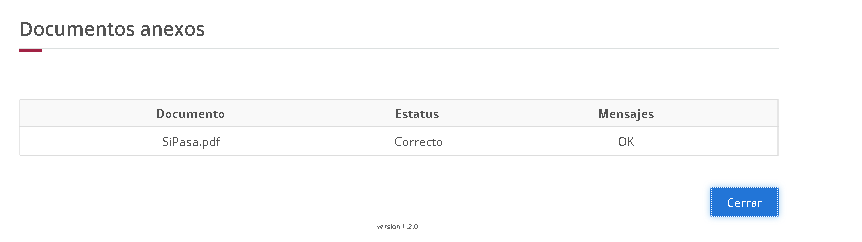 Documentos anexos
Documento Estatus Mensajes
SiPasa.pdf Correcto OK
Cerrar
version 1.2.0